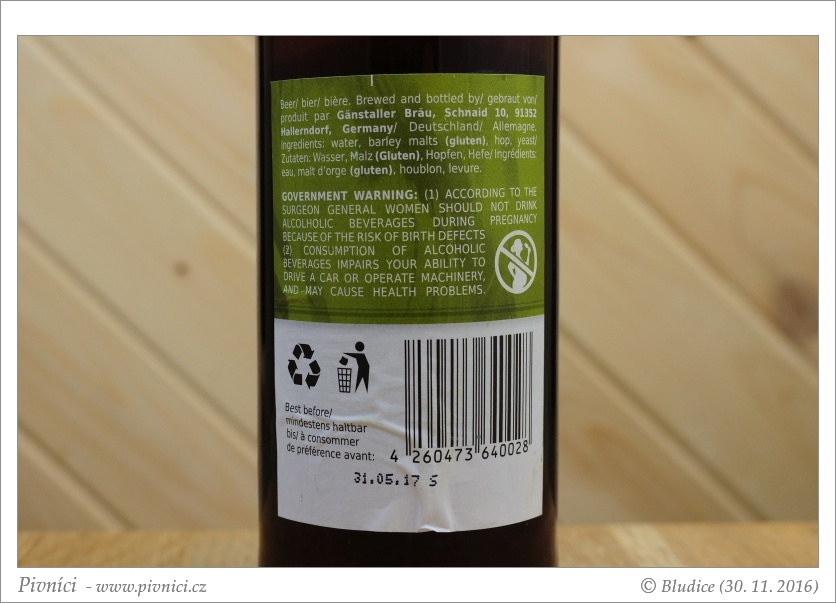 Beer/ bier/ bière. Brewed and bottled by/ gebraut von/
produit par Gänstaller Bräu, Schnaid 10, 91352
Hallerndorf, Germany/ Deutschland/ Allemagne.
Ingredients: water, barley malts (gluten), hop, yeast/
Zutaten: Wasser, Malz (Gluten), Hopfen, Hefe/ Ingrédients:
eau, malt d'orge (gluten), houblon, levure.
GOVERNMENT WARNING: (1) ACCORDING TO THE
SURGEON GENERAL WOMEN SHOULD NOT DRINK
ALCOLHOLIC BEVERAGES DURING PREGNANCY
BECAUSE OF THE RISK OF BIRTH DEFECTS
(2) CONSUMPTION OF ALCOHOLIC
BEVERAGES IMPAIRS YOUR ABILITY TO
DRIVE A CAR OR OPERATE MACHINERY,
AND MAY CAUSE HEALTH PROBLEMS.
Best before/
mindestens haltbar
bis/ à consommer
de préférence avant:
4 260473 640028
31.05.17 S
Pivníci - www.pivnici.cz
© Bludice (30. 11. 2016)